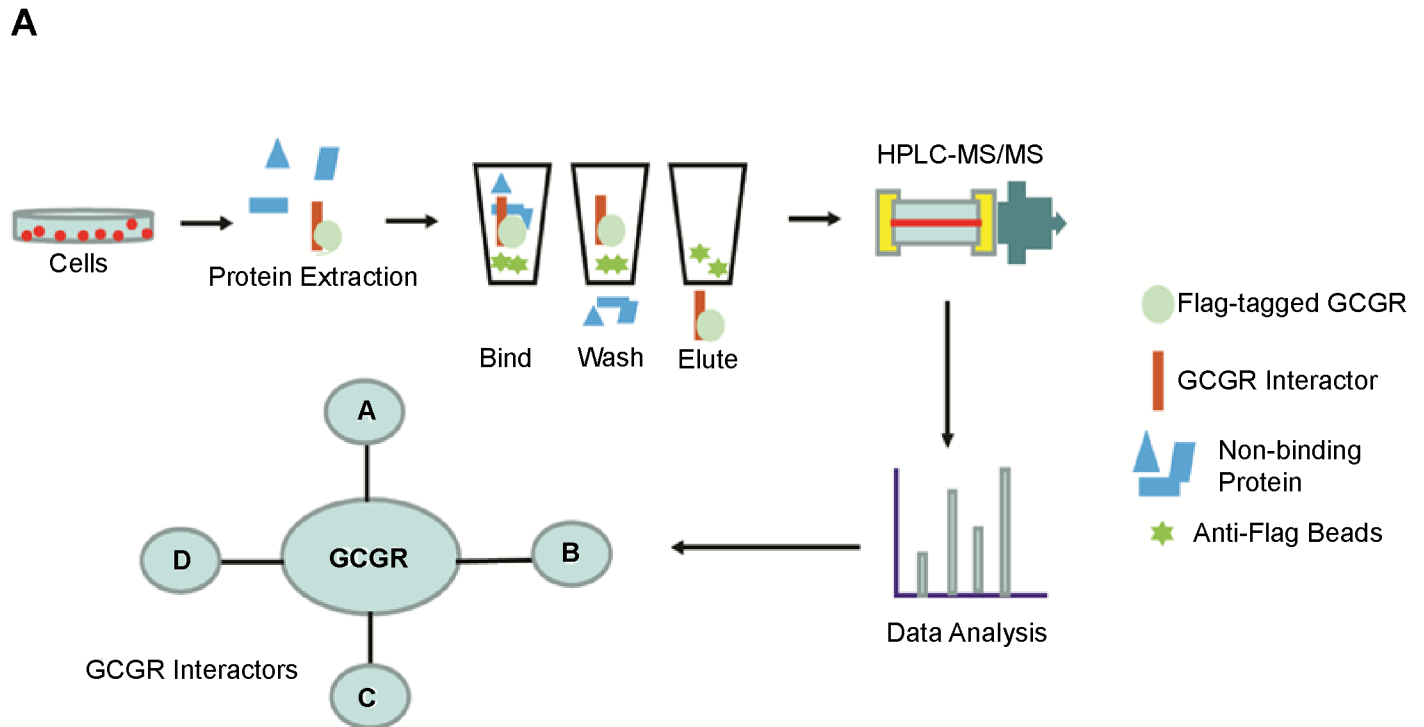 A
HPLC-MS/MS
Cells
Protein Extraction
Bind
Wash
Elute
Flag-tagged GCGR
GCGR Interactor
Non-binding
Protein
Anti-Flag Beads
A
D
GCGR
B
C
GCGR Interactors
Data Analysis